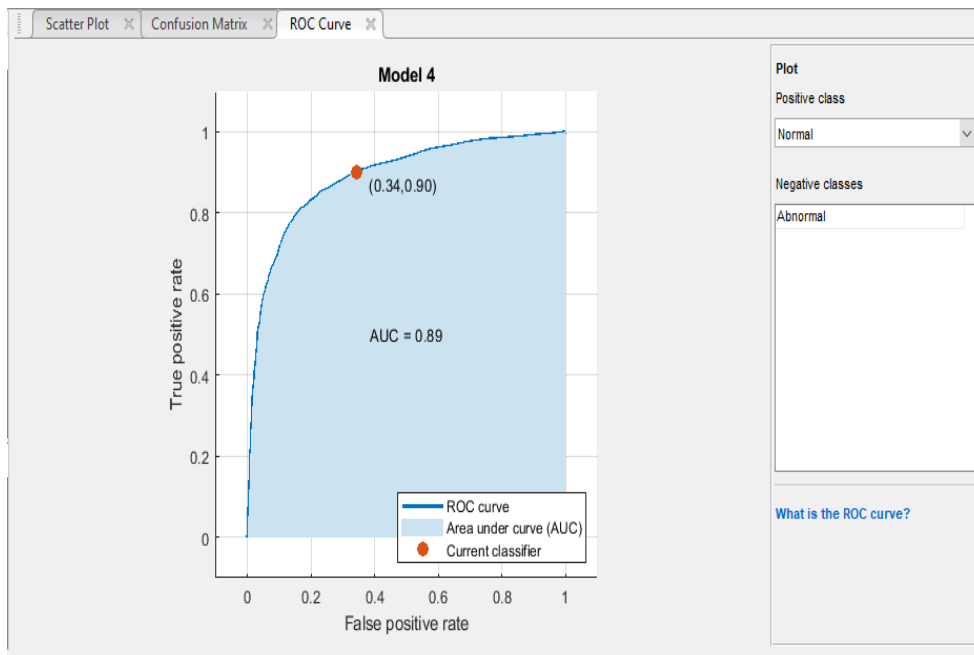 Scatter Plot
Confusion Matrix
ROC Curve
Model 4
1
0.8
0.6
0.4
0.2
0
True positive rate
(0.34,0.90)
AUC = 0.89
ROC curve
Area under curve (AUC)
Current classifier
0 0.2 0.4 0.6 0.8 1
False positive rate
Plot
Positive class
Normal
Negative classes
Abnormal
What is the ROC curve?